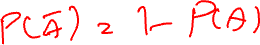 P(Ā) = 1 - P(A)